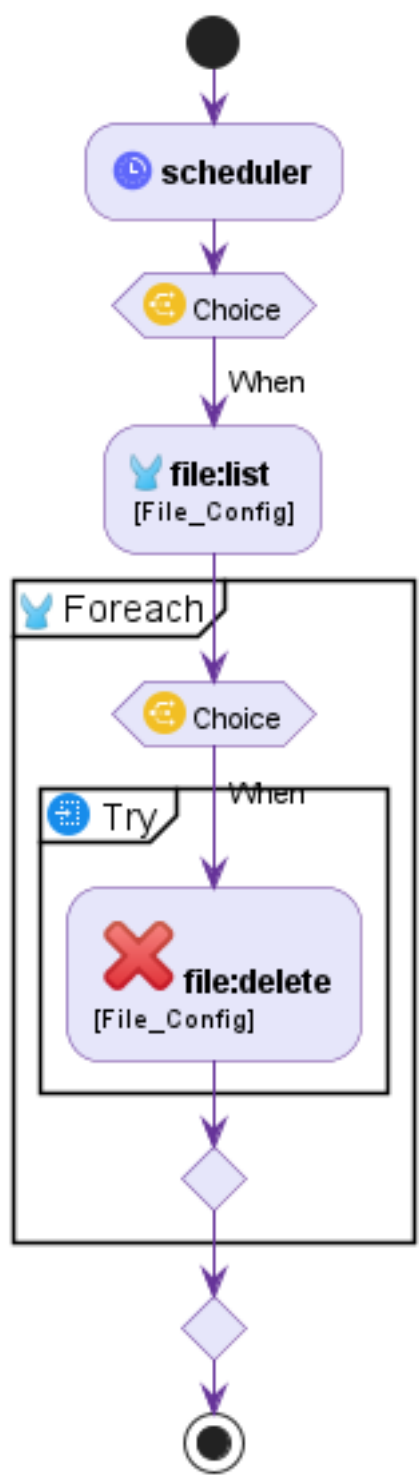 scheduler
Choice
When
file:list
[File_Config]
Foreach
Choice
When
Try
file:delete
[File_Config]